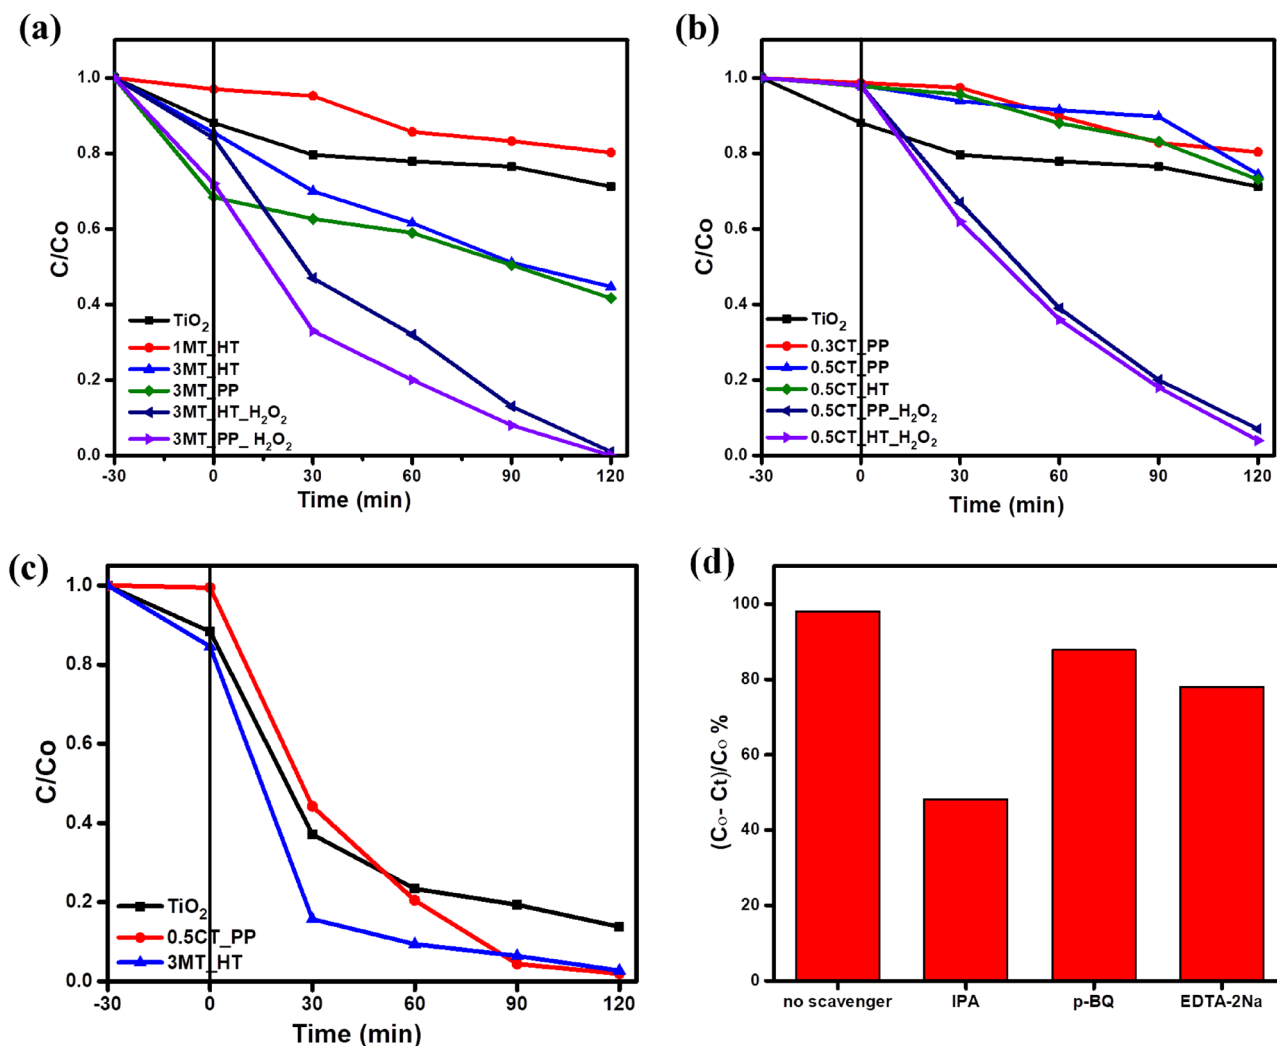 (a)
C/Co
1.0
0.8
0.6
0.4
0.2
0.0
TiO₂
1MT_HT
3MT_HT
3MT_PP
3MT_HT_H₂O₂
3MT_PP_ H₂O₂
-30 0 30 60 90 120
Time (min)
(b)
C/Co
1.0
0.8
0.6
0.4
0.2
0.0
TiO₂
0.3CT_PP
0.5CT_PP
0.5CT_HT
0.5CT_PP_H₂O₂
0.5CT_HT_H₂O₂
-30 0 30 60 90 120
Time (min)
(c)
C/Co
1.0
0.8
0.6
0.4
0.2
0.0
TiO₂
0.5CT_PP
3MT_HT
-30 0 30 60 90 120
Time (min)
(d)
(Co- Ct)/Co %
100
80
60
40
20
0
no scavenger IPA p-BQ EDTA-2Na